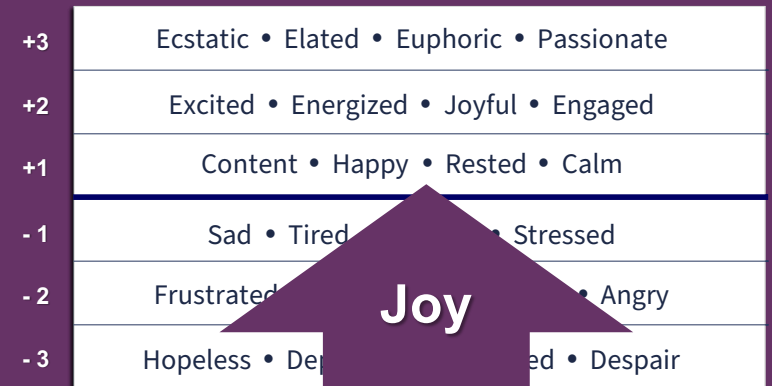 +3 Ecstatic • Elated • Euphoric • Passionate
+2 Excited • Energized • Joyful • Engaged
+1 Content • Happy • Rested • Calm
- 1 Sad • Tired • Stressed
- 2 Frustrated • Angry
Joy
- 3 Hopeless • • Despair